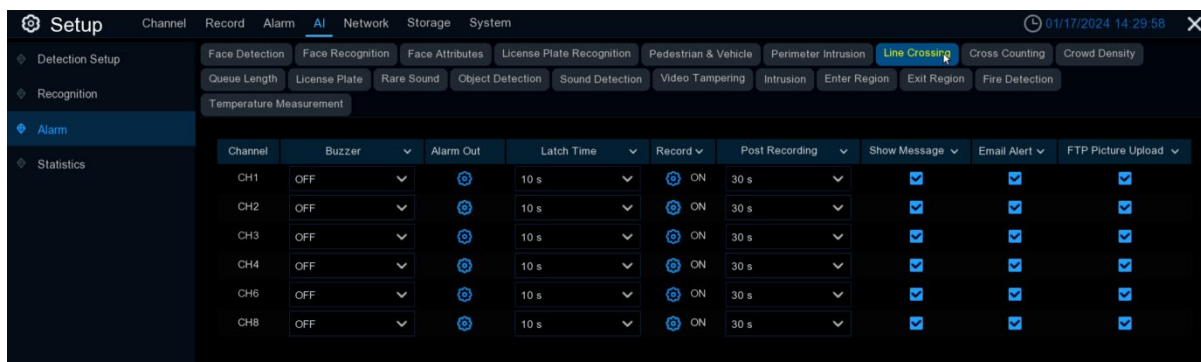 Setup Channel Record Alarm AI Network Storage System 01/17/2024 14:29:58
Detection Setup
Recognition
Alarm
Statistics
Face Detection Face Recognition Face Attributes License Plate Recognition Pedestrian & Vehicle Perimeter Intrusion Line Crossing Cross Counting Crowd Density
Queue Length License Plate Rare Sound Object Detection Sound Detection Video Tampering Intrusion Enter Region Exit Region Fire Detection
Temperature Measurement
Channel Buzzer Alarm Out Latch Time Record Post Recording Show Message Email Alert FTP Picture Upload
CH1 OFF 10 s ON 30 s
CH2 OFF 10 s ON 30 s
CH3 OFF 10 s ON 30 s
CH4 OFF 10 s ON 30 s
CH6 OFF 10 s ON 30 s
CH8 OFF 10 s ON 30 s